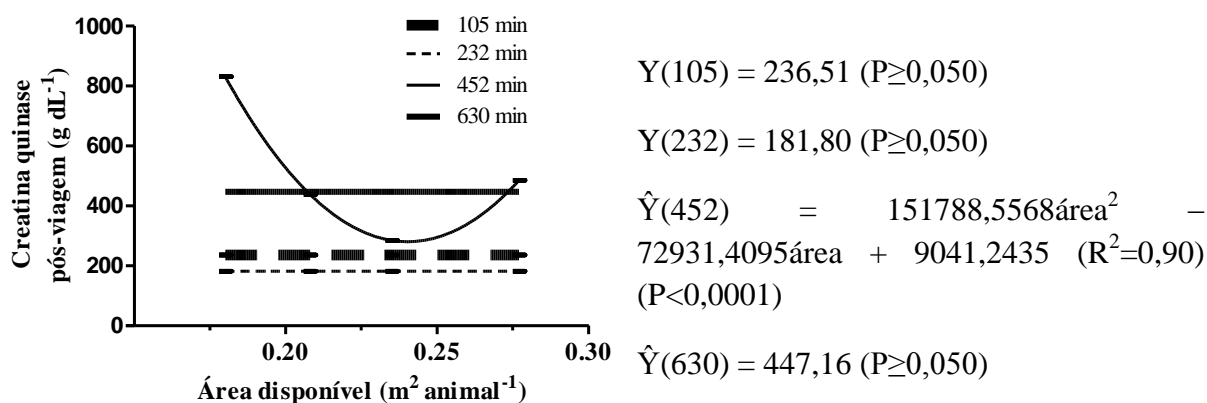 1000
800
600
400
200
0
Creatina quinase
pós-viagem (g dL⁻¹)
105 min
232 min
452 min
630 min
0.20 0.25 0.30
Área disponível (m² animal⁻¹)
Y(105) = 236,51 (P≥0,050)
Y(232) = 181,80 (P≥0,050)
Ŷ(452) = 151788,5568área² –
72931,4095área + 9041,2435 (R²=0,90)
(P<0,0001)
Ŷ(630) = 447,16 (P≥0,050)